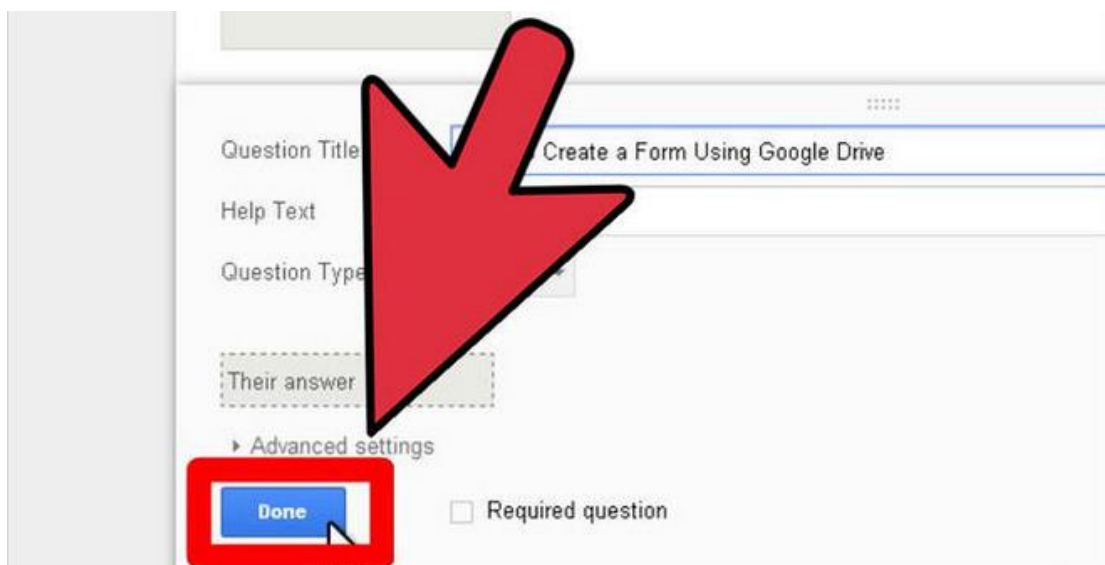 Question Title
Create a Form Using Google Drive
Help Text
Question Type
Their answer
Advanced settings
Done
Required question